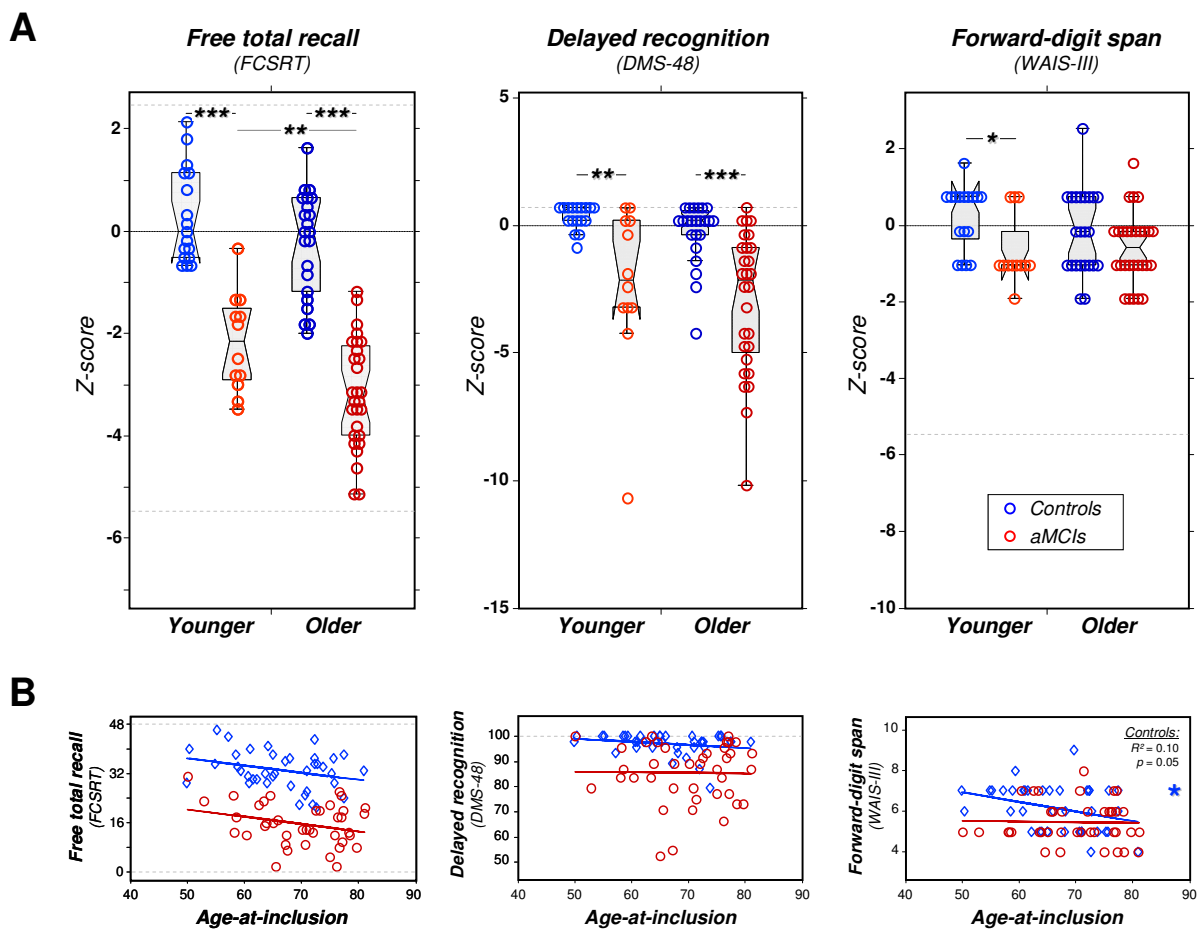 A
Free total recall
(FCSRT)
Delayed recognition
(DMS-48)
Forward-digit span
(WAIS-III)
Z-score
2
0
-2
-4
-6
***
***
**
Younger
Older
Z-score
5
0
-5
-10
-15
**
***
Younger
Older
Z-score
2
0
-2
-4
-6
-8
-10
*
Controls
aMCIs
Younger
Older
B
Free total recall
(FCSRT)
48
32
16
0
40
50
60
70
80
90
Age-at-inclusion
Delayed recognition
(DMS-48)
100
90
80
70
60
50
40
50
60
70
80
90
Age-at-inclusion
Forward-digit span
(WAIS-III)
10
8
6
4
Controls:
R² = 0.10
p = 0.05
*
40
50
60
70
80
90
Age-at-inclusion